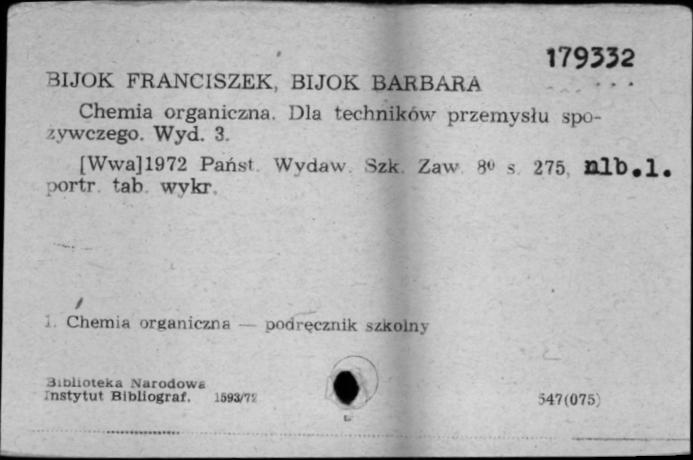 179332
BIJOK FRANCISZEK, BIJOK BARBARA
Chemia organiczna. Dla techników przemysłu spo-
żywczego. Wyd. 3.
[Wwa]1972 Państ. Wydaw. Szk. Zaw. 8º s. 275, nlb.1.
portr. tab. wykr.
1. Chemia organiczna — podręcznik szkolny
Biblioteka Narodowa
Instytut Bibliograf. 1593/72
547(075)